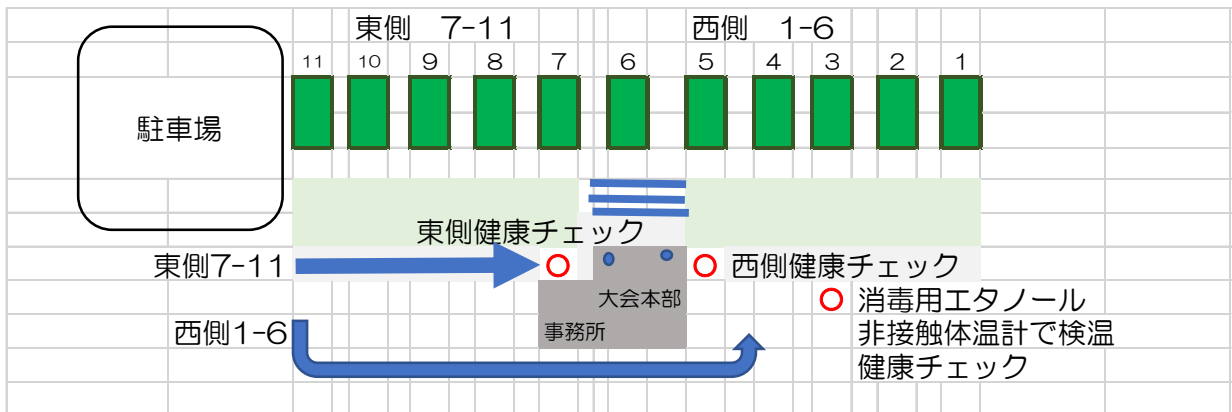 東側　7-11
西側　1-6
11 10 9 8 7 6 5 4 3 2 1
駐車場
東側健康チェック
東側7-11
西側健康チェック
大会本部
消毒用エタノール
西側1-6
事務所
非接触体温計で検温
健康チェック